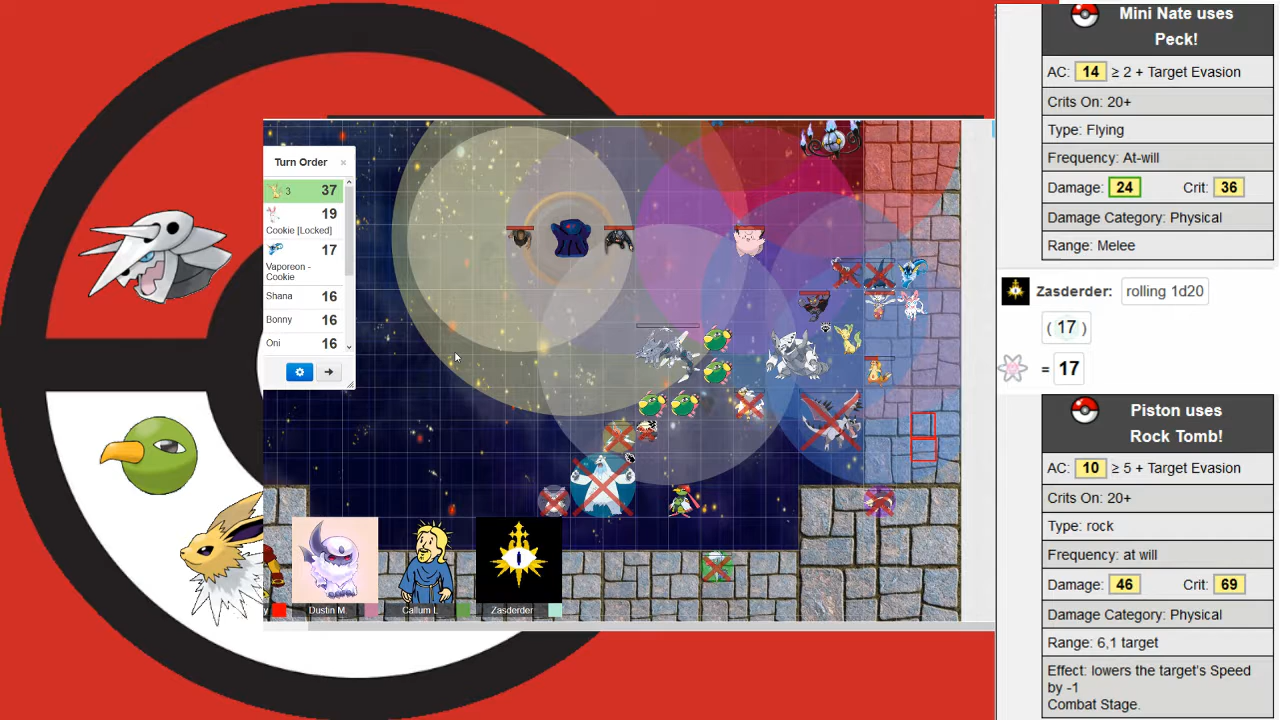 Turn Order ×
3 37
19
Cookie [Locked]
17
Vaporeon -
Cookie
Shana 16
Bonny 16
Oni 16
y
Dustin M.
Callum L
Zasderder
Mini Nate uses
Peck!
AC: 14 ≥ 2 + Target Evasion
Crits On: 20+
Type: Flying
Frequency: At-will
Damage: 24 Crit: 36
Damage Category: Physical
Range: Melee
Zasderder: rolling 1d20
(17)
= 17
Piston uses
Rock Tomb!
AC: 10 ≥ 5 + Target Evasion
Crits On: 20+
Type: rock
Frequency: at will
Damage: 46 Crit: 69
Damage Category: Physical
Range: 6,1 target
Effect: lowers the target's Speed
by -1
Combat Stage.